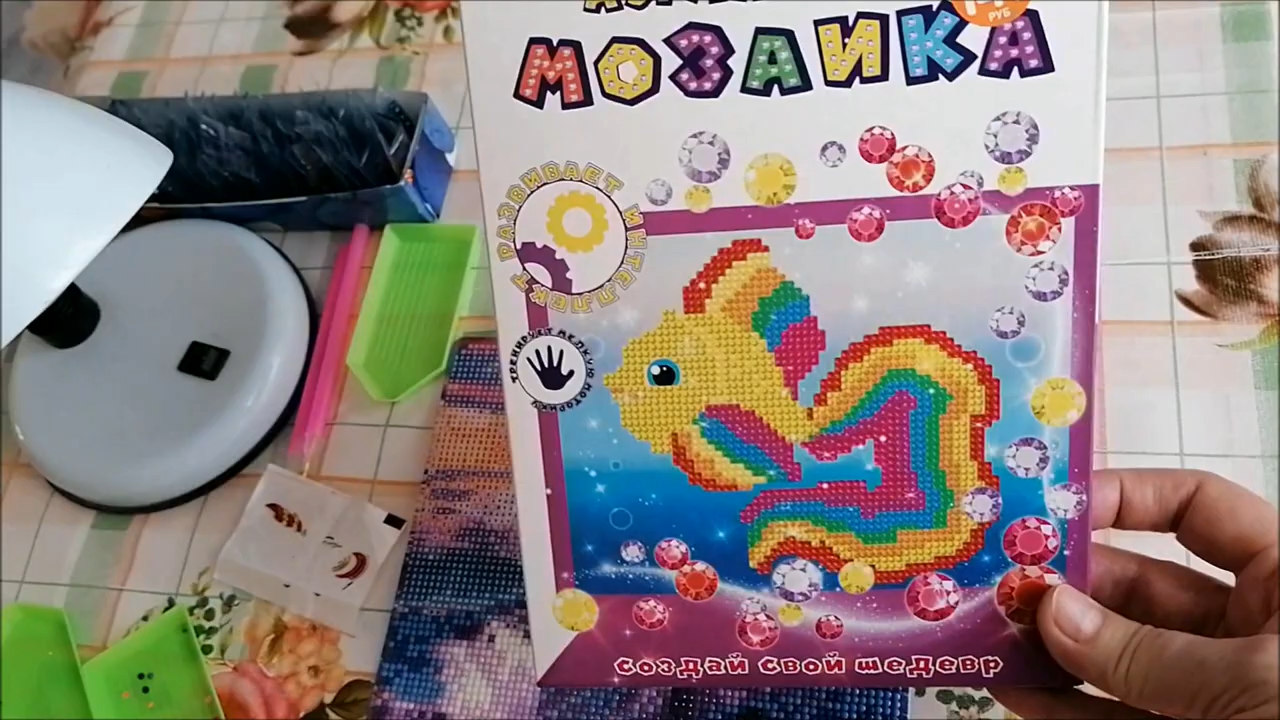 МОЗАИКА
РУБ
РАЗВИВАЕТ ИНТЕЛЛЕКТ
ТРЕНИРУЕТ МЕЛКУЮ МОТОРИКУ
СОЗДАЙ СВОЙ ШЕДЕВР